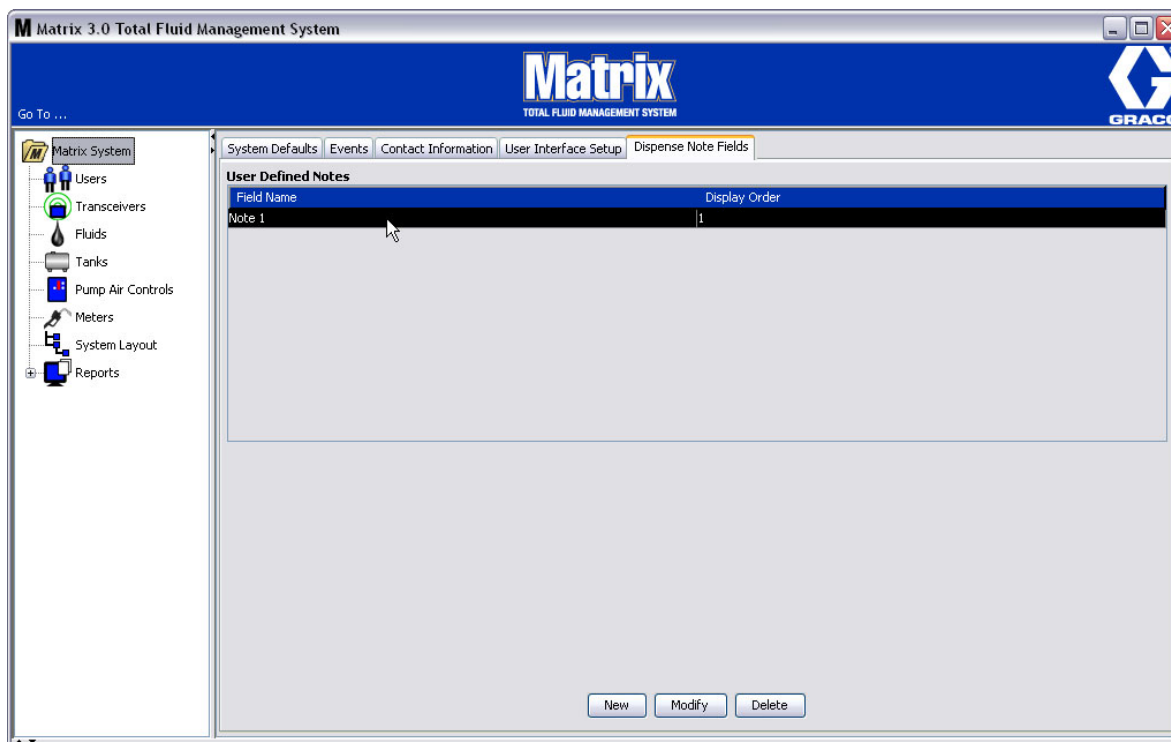 Matrix 3.0 Total Fluid Management System
Matrix
TOTAL FLUID MANAGEMENT SYSTEM
Go To ...
GRACO
Matrix System
Users
Transceivers
Fluids
Tanks
Pump Air Controls
Meters
System Layout
Reports
System Defaults Events Contact Information User Interface Setup Dispense Note Fields
User Defined Notes
Field Name Display Order
Note 1 1
New Modify Delete